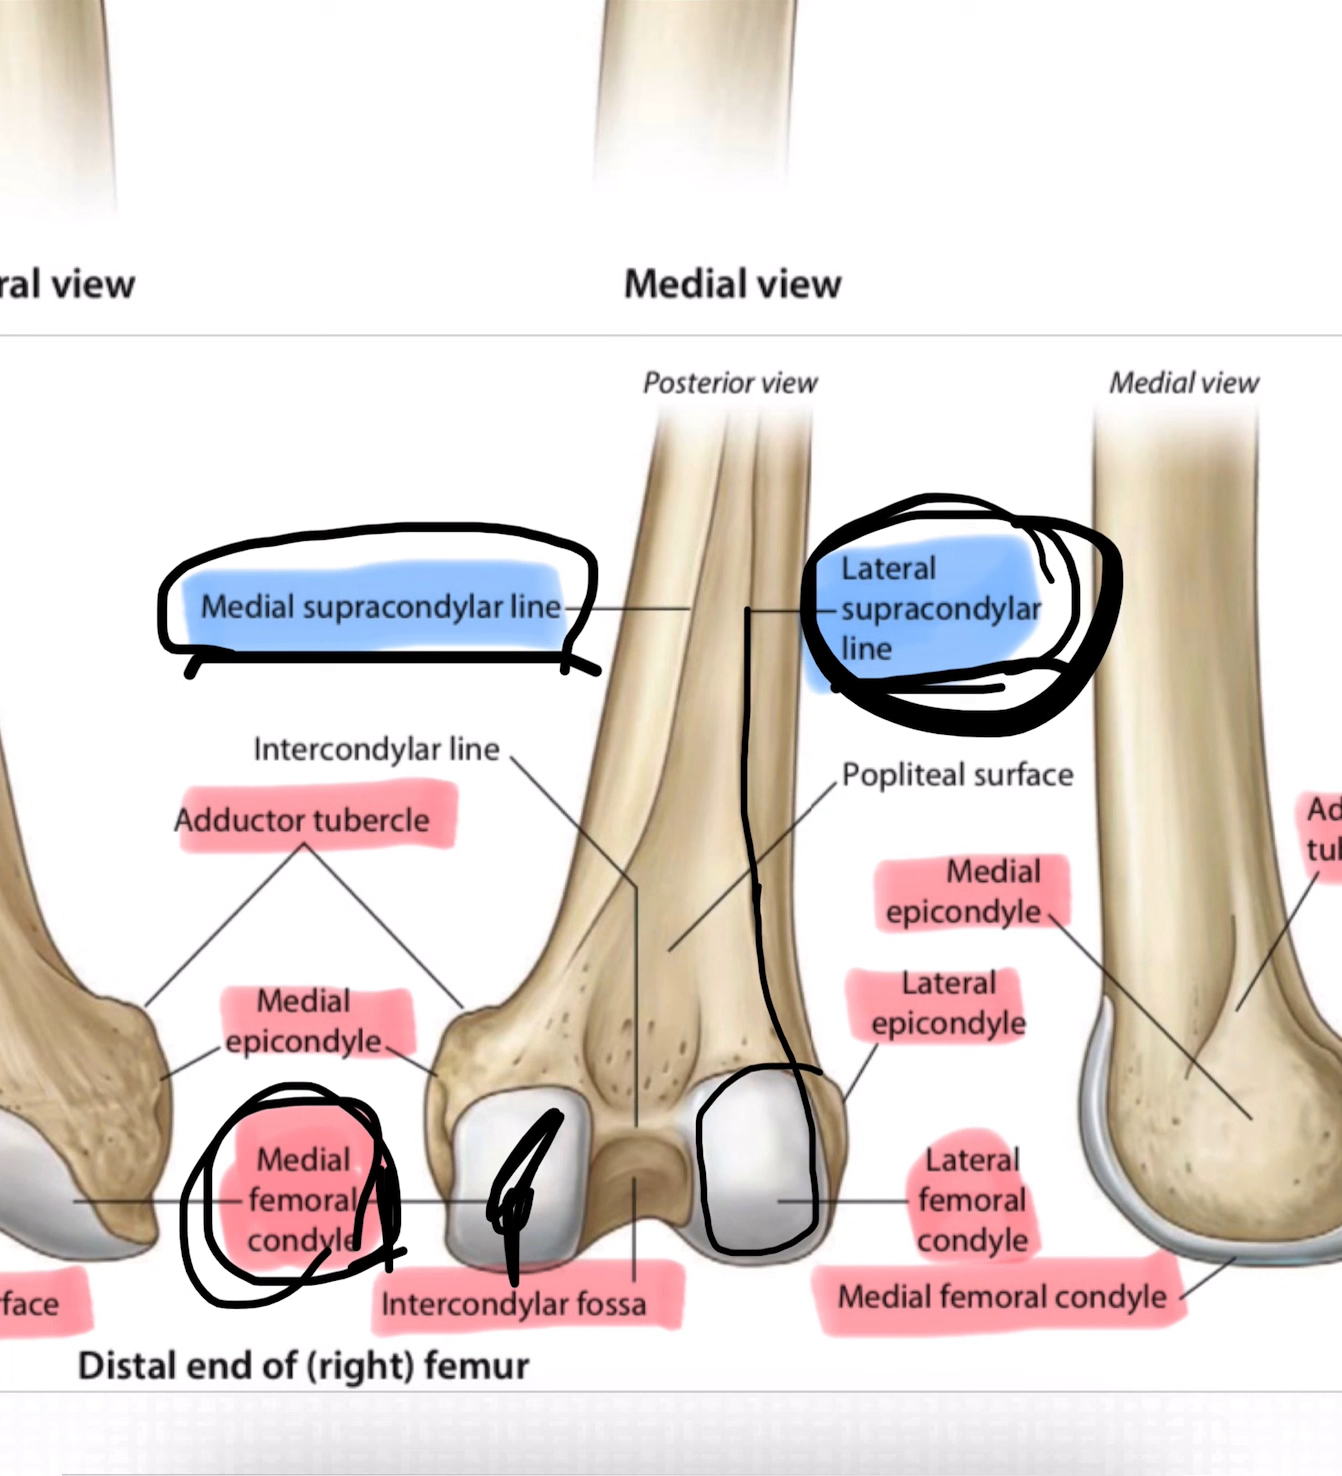 ral view
Medial view
Posterior view
Medial view
Medial supracondylar line
Lateral
supracondylar
line
Intercondylar line
Popliteal surface
Adductor tubercle
Ad
tul
Medial
epicondyle
Lateral
epicondyle
Medial
epicondyle
Medial
femoral
condyle
Lateral
femoral
condyle
face
Intercondylar fossa
Medial femoral condyle
Distal end of (right) femur